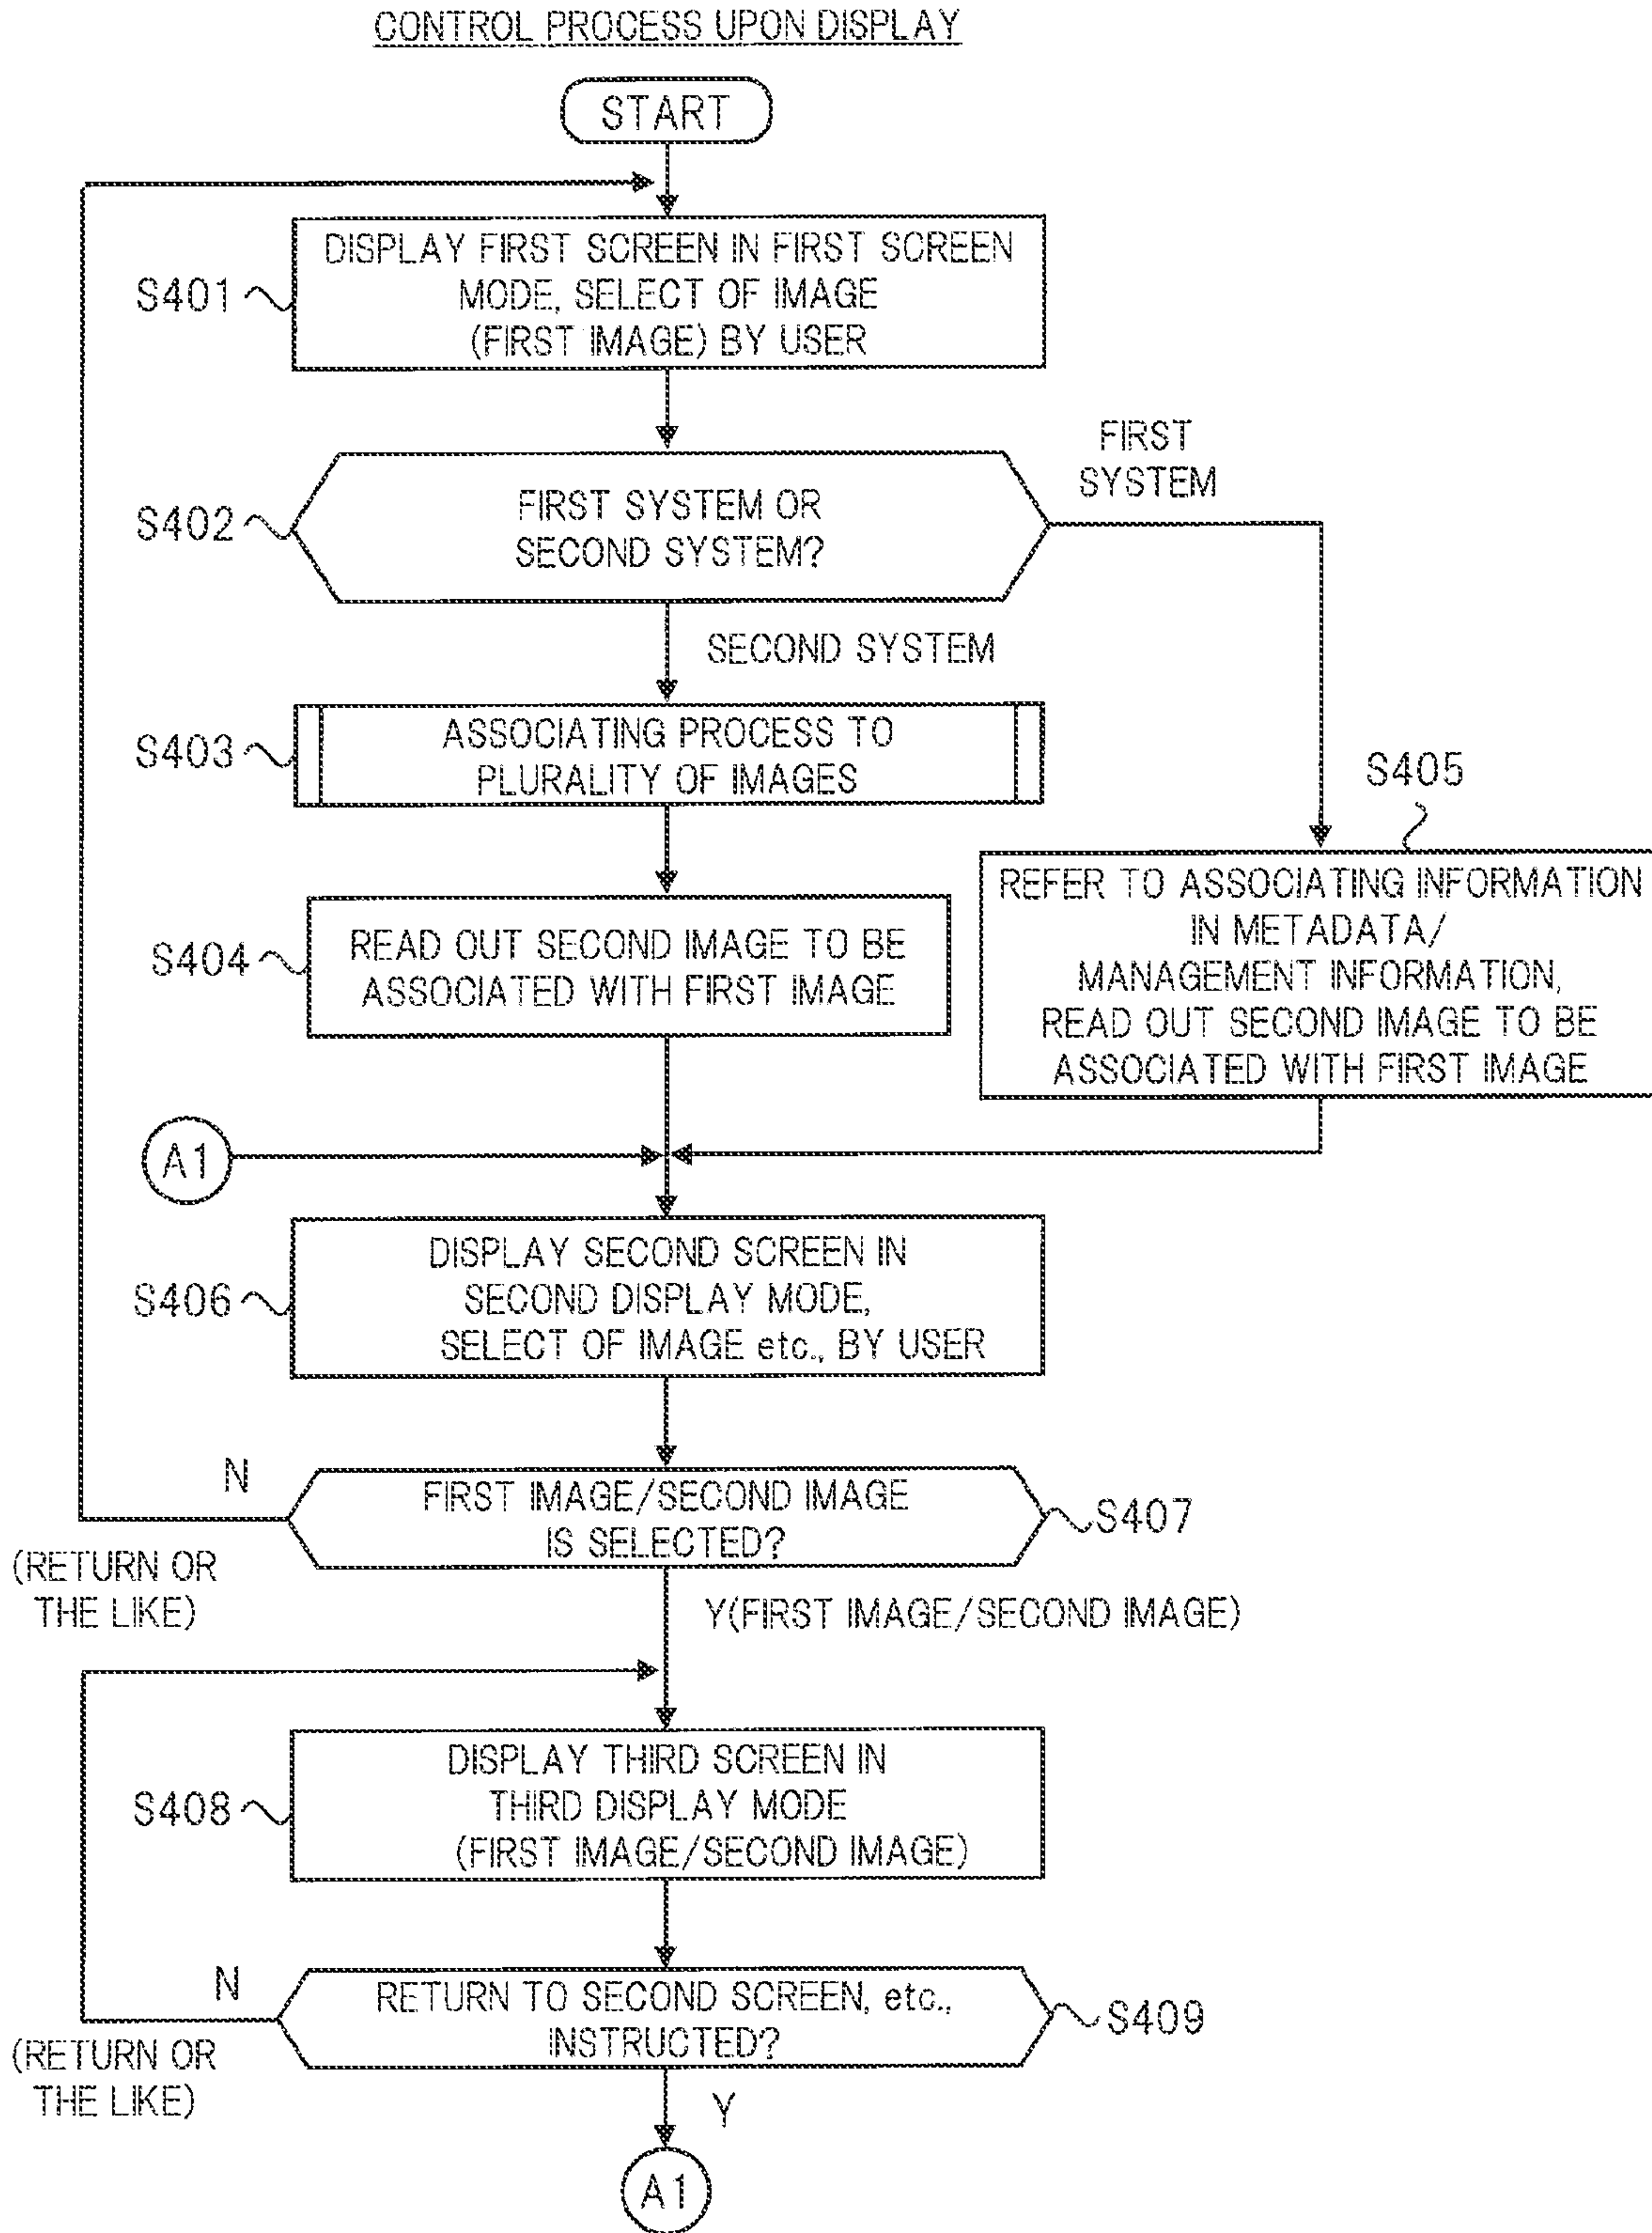 CONTROL PROCESS UPON DISPLAY
START
DISPLAY FIRST SCREEN IN FIRST SCREEN
MODE, SELECT OF IMAGE
(FIRST IMAGE) BY USER
S401
FIRST
SYSTEM
FIRST SYSTEM OR
SECOND SYSTEM?
S402
SECOND SYSTEM
ASSOCIATING PROCESS TO
PLURALITY OF IMAGES
S403
S405
REFER TO ASSOCIATING INFORMATION
IN METADATA/
MANAGEMENT INFORMATION,
READ OUT SECOND IMAGE TO BE
ASSOCIATED WITH FIRST IMAGE
S404
READ OUT SECOND IMAGE TO BE
ASSOCIATED WITH FIRST IMAGE
A1
DISPLAY SECOND SCREEN IN
SECOND DISPLAY MODE,
SELECT OF IMAGE etc., BY USER
S406
N
FIRST IMAGE/SECOND IMAGE
IS SELECTED?
S407
(RETURN OR
THE LIKE)
Y(FIRST IMAGE/SECOND IMAGE)
DISPLAY THIRD SCREEN IN
THIRD DISPLAY MODE
(FIRST IMAGE/SECOND IMAGE)
S408
N
RETURN TO SECOND SCREEN, etc.,
INSTRUCTED?
S409
(RETURN OR
THE LIKE)
Y
A1